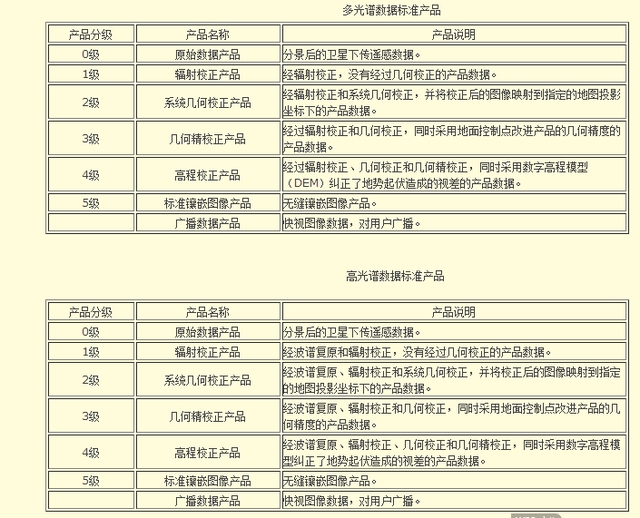 多光谱数据标准产品
产品分级 产品名称 产品说明
0级 原始数据产品 分景后的卫星下传遥感数据。
1级 辐射校正产品 经辐射校正，没有经过几何校正的产品数据。
2级 系统几何校正产品 经辐射校正和系统几何校正，并将校正后的图像映射到指定的地图投影
坐标下的产品数据。
3级 几何精校正产品 经过辐射校正和几何校正，同时采用地面控制点改进产品的几何精度的
产品数据。
4级 高程校正产品 经过辐射校正、几何校正和几何精校正，同时采用数字高程模型
（DEM）纠正了地势起伏造成的视差的产品数据。
5级 标准镶嵌图像产品 无缝镶嵌图像产品。
广播数据产品 快视图像数据，对用户广播。
高光谱数据标准产品
产品分级 产品名称 产品说明
0级 原始数据产品 分景后的卫星下传遥感数据。
1级 辐射校正产品 经波谱复原和辐射校正，没有经过几何校正的产品数据。
2级 系统几何校正产品 经波谱复原、辐射校正和系统几何校正，并将校正后的图像映射到指定
的地图投影坐标下的产品数据。
3级 几何精校正产品 经波谱复原、辐射校正和几何校正，同时采用地面控制点改进产品的几
何精度的产品数据。
4级 高程校正产品 经波谱复原、辐射校正、几何校正和几何精校正，同时采用数字高程模
型纠正了地势起伏造成的视差的产品数据。
5级 标准镶嵌图像产品 无缝镶嵌图像产品。
广播数据产品 快视图像数据，对用户广播。